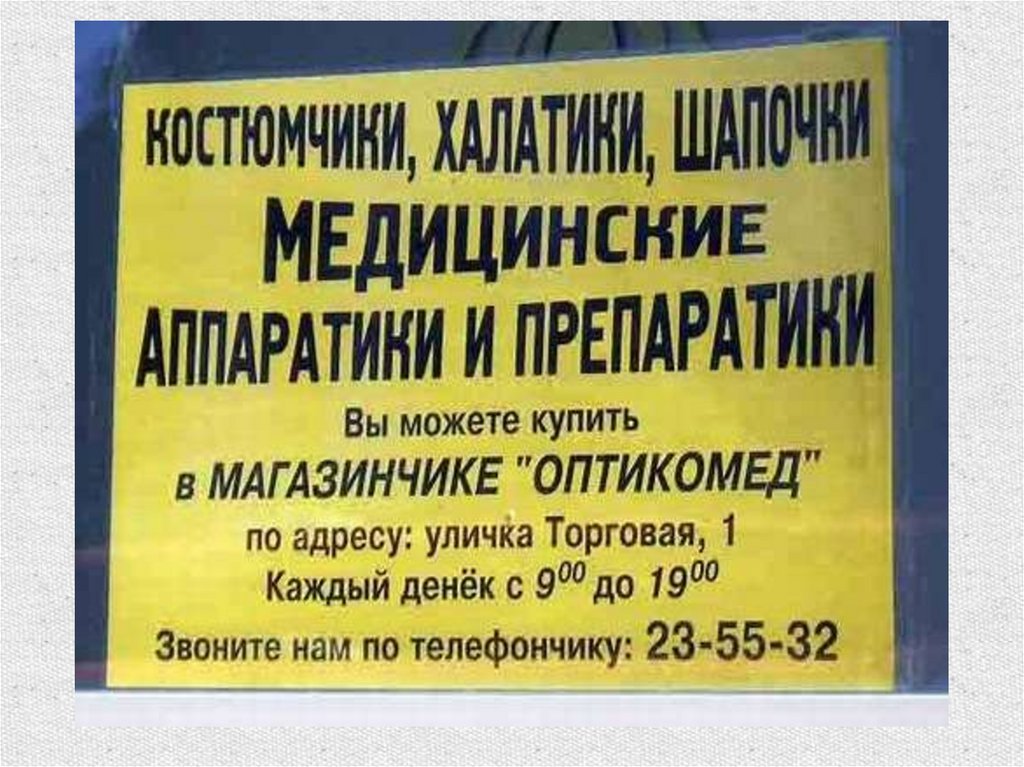 КОСТЮМЧИКИ, ХАЛАТИКИ, ШАПОЧКИ
МЕДИЦИНСКИЕ
АППАРАТИКИ И ПРЕПАРАТИКИ
Вы можете купить
в МАГАЗИНЧИКЕ "ОПТИКОМЕД"
по адресу: уличка Торговая, 1
Каждый денёк с 9⁰⁰ до 19⁰⁰
Звоните нам по телефончику: 23-55-32